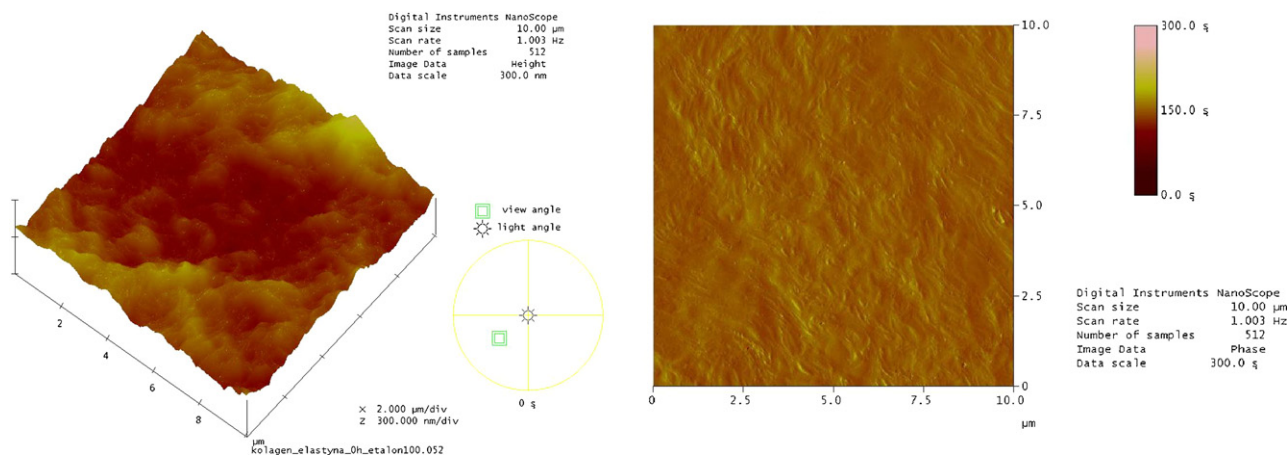 Digital Instruments NanoScope
Scan size 10.00 µm
Scan rate 1.003 Hz
Number of samples 512
Image Data Height
Data scale 300.0 nm
view angle
light angle
0 §
2
4
6
8
µm
X 2.000 µm/div
Z 300.000 nm/div
kolagen_elastyna_0h_etalon100.052
10.0
7.5
5.0
2.5
0
0 2.5 5.0 7.5 10.0
µm
300.0 §
150.0 §
0.0 §
Digital Instruments NanoScope
Scan size 10.00 µm
Scan rate 1.003 Hz
Number of samples 512
Image Data Phase
Data scale 300.0 §